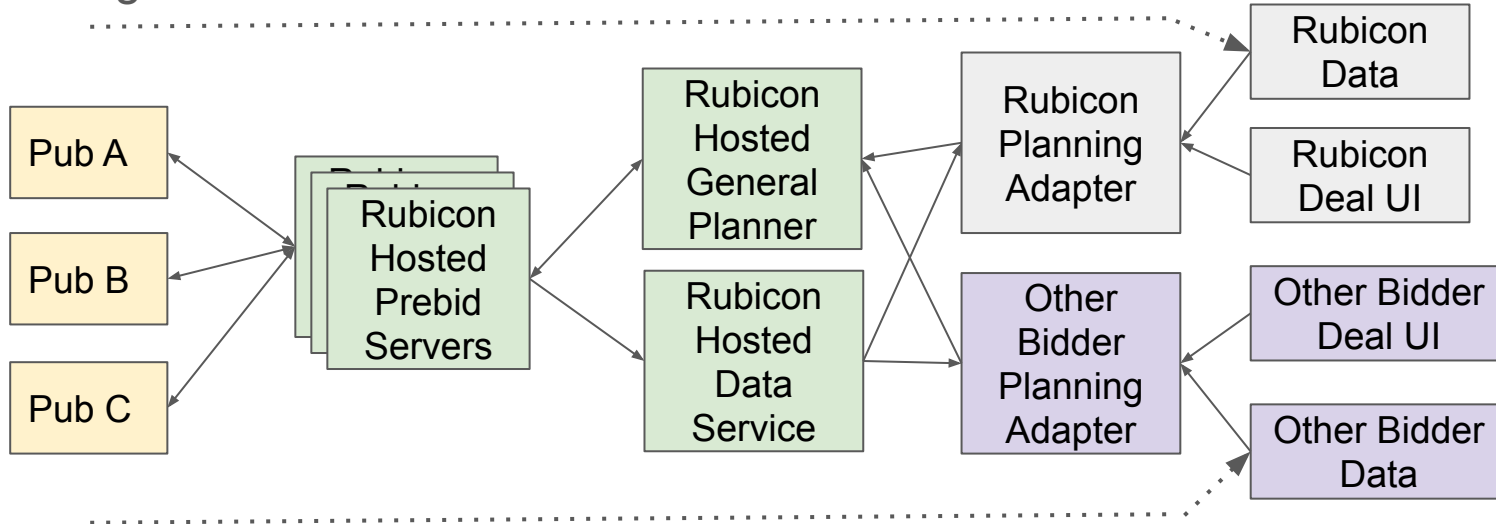 Pub A
Pub B
Pub C
Rubicon
Hosted
Prebid
Servers
Rubicon
Hosted
General
Planner
Rubicon
Hosted
Data
Service
Rubicon
Planning
Adapter
Other
Bidder
Planning
Adapter
Rubicon
Data
Rubicon
Deal UI
Other Bidder
Deal UI
Other Bidder
Data